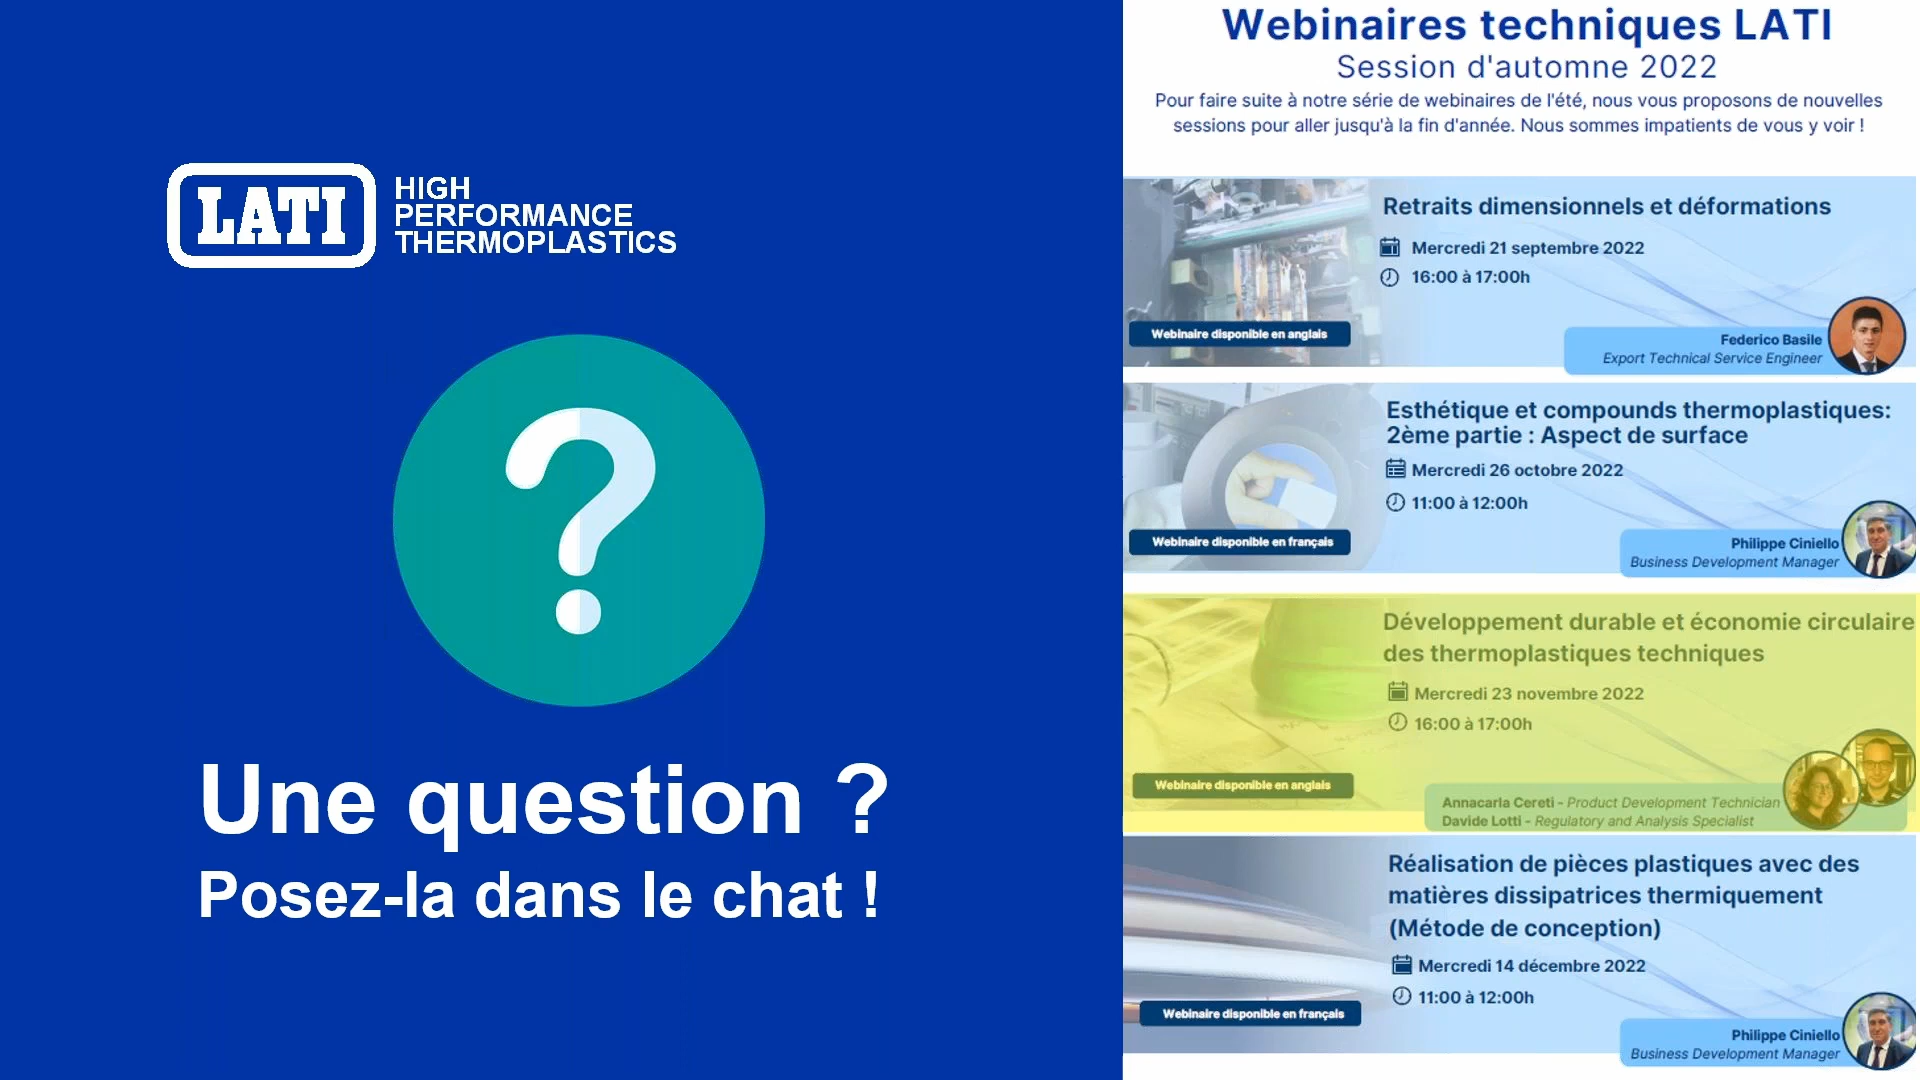 LATI
HIGH
PERFORMANCE
THERMOPLASTICS
?
Une question ?
Posez-la dans le chat !
Webinaires techniques LATI
Session d'automne 2022
Pour faire suite à notre série de webinaires de l'été, nous vous proposons de nouvelles
sessions pour aller jusqu'à la fin d'année. Nous sommes impatients de vous y voir !
Retraits dimensionnels et déformations
Mercredi 21 septembre 2022
16:00 à 17:00h
Webinaire disponible en anglais
Federico Basile
Export Technical Service Engineer
Esthétique et compounds thermoplastiques:
2ème partie : Aspect de surface
Mercredi 26 octobre 2022
11:00 à 12:00h
Webinaire disponible en français
Philippe Ciniello
Business Development Manager
Développement durable et économie circulaire
des thermoplastiques techniques
Mercredi 23 novembre 2022
16:00 à 17:00h
Webinaire disponible en anglais
Annacarla Cereti - Product Development Technician
Davide Lotti - Regulatory and Analysis Specialist
Réalisation de pièces plastiques avec des
matières dissipatrices thermiquement
(Métode de conception)
Mercredi 14 décembre 2022
11:00 à 12:00h
Webinaire disponible en français
Philippe Ciniello
Business Development Manager